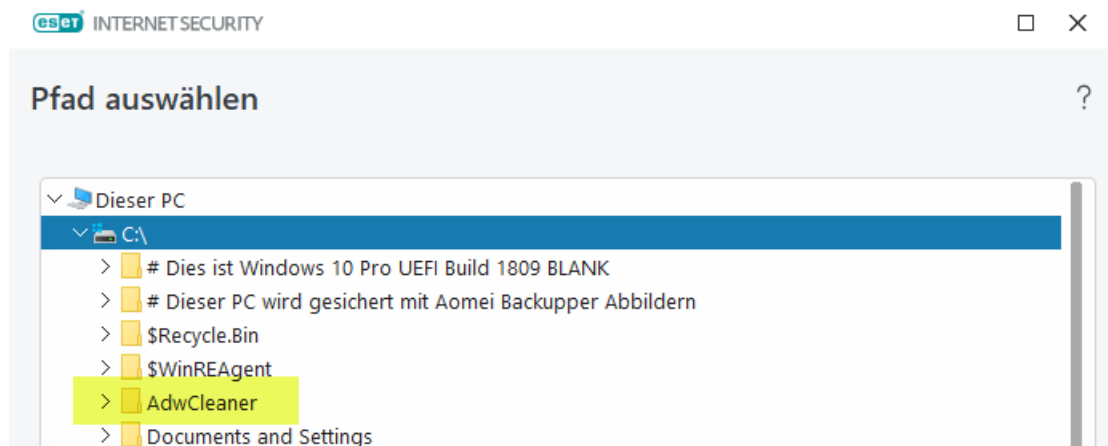 eset INTERNET SECURITY
Pfad auswählen
?
Dieser PC
C:\
# Dies ist Windows 10 Pro UEFI Build 1809 BLANK
# Dieser PC wird gesichert mit Aomei Backupper Abbildern
$Recycle.Bin
$WinREAgent
AdwCleaner
Documents and Settings